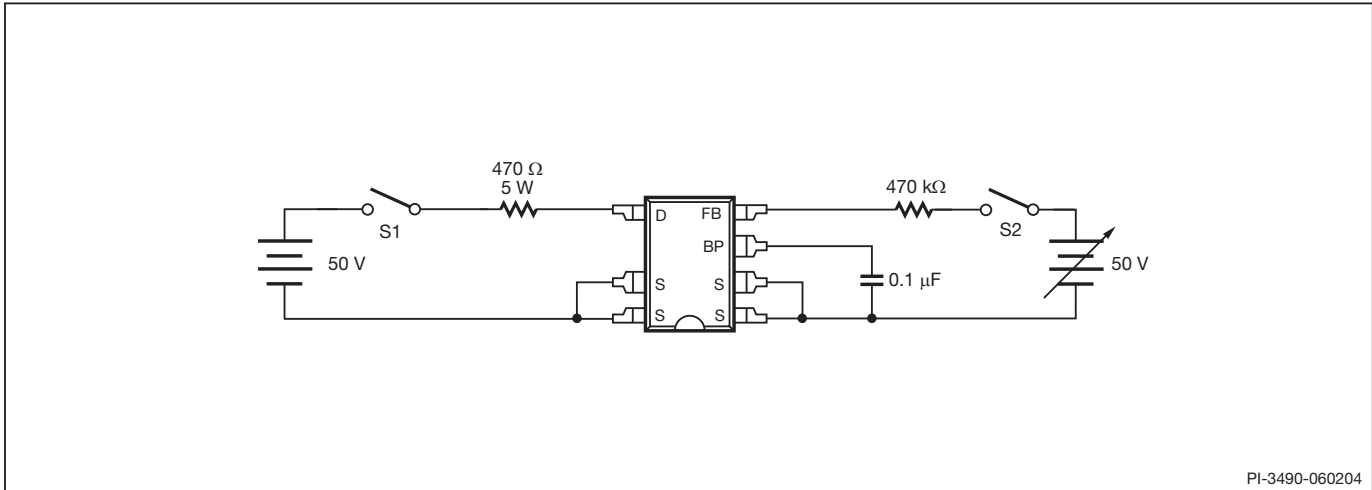 470 Ω
5 W
S1
50 V
D
S
S
FB
BP
S
S
470 kΩ
S2
50 V
0.1 μF
PI-3490-060204